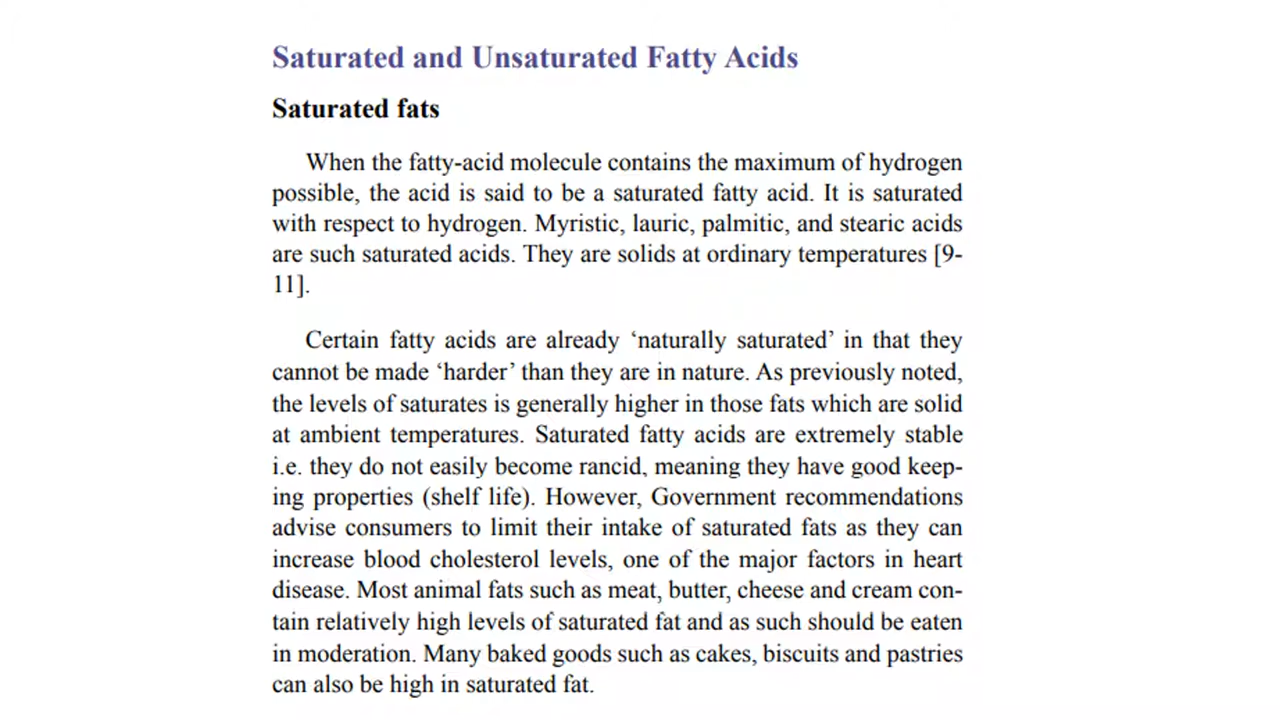 Saturated and Unsaturated Fatty Acids
Saturated fats
When the fatty-acid molecule contains the maximum of hydrogen
possible, the acid is said to be a saturated fatty acid. It is saturated
with respect to hydrogen. Myristic, lauric, palmitic, and stearic acids
are such saturated acids. They are solids at ordinary temperatures [9-
11].
Certain fatty acids are already ‘naturally saturated’ in that they
cannot be made ‘harder’ than they are in nature. As previously noted,
the levels of saturates is generally higher in those fats which are solid
at ambient temperatures. Saturated fatty acids are extremely stable
i.e. they do not easily become rancid, meaning they have good keep-
ing properties (shelf life). However, Government recommendations
advise consumers to limit their intake of saturated fats as they can
increase blood cholesterol levels, one of the major factors in heart
disease. Most animal fats such as meat, butter, cheese and cream con-
tain relatively high levels of saturated fat and as such should be eaten
in moderation. Many baked goods such as cakes, biscuits and pastries
can also be high in saturated fat.